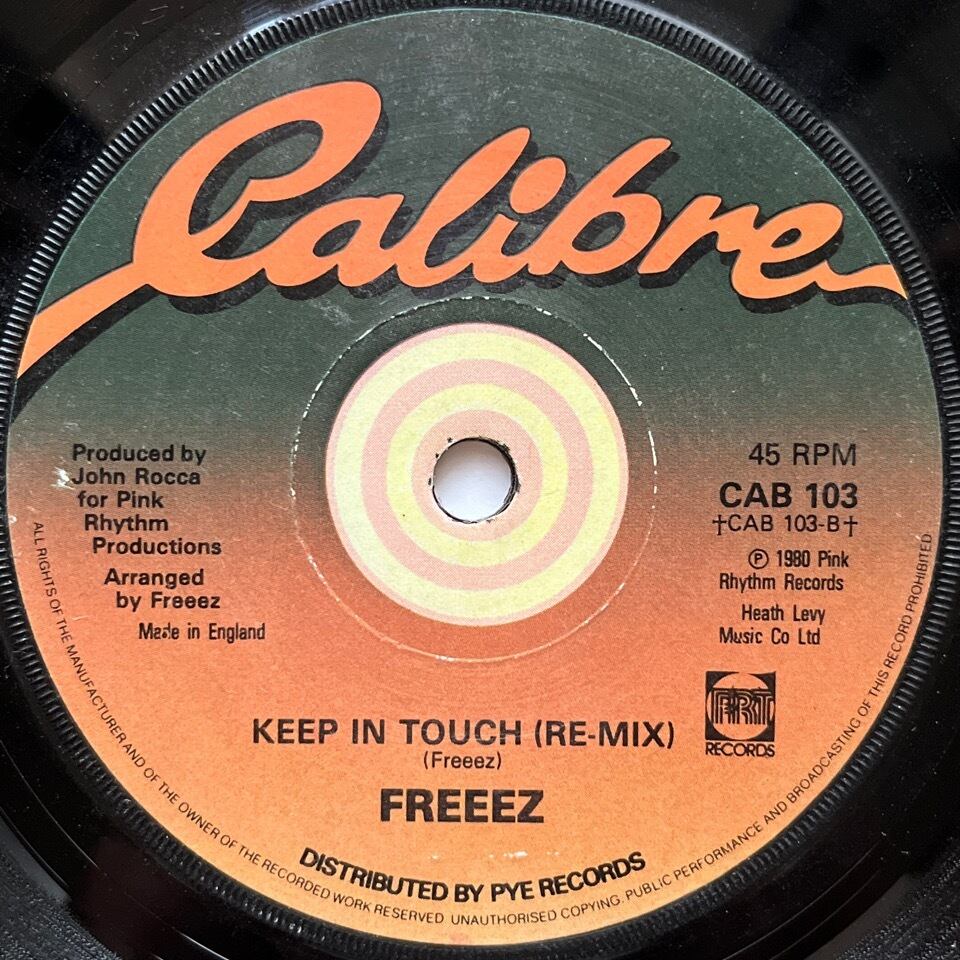 Calibre
Produced by
John Rocca
for Pink
Rhythm
Productions
Arranged
by Freeez
Made in England
45 RPM
CAB 103
†CAB 103-B†
℗ 1980 Pink
Rhythm Records
Heath Levy
Music Co Ltd
PRT
RECORDS
KEEP IN TOUCH (RE-MIX)
(Freeez)
FREEEZ
DISTRIBUTED BY PYE RECORDS
ALL RIGHTS OF THE MANUFACTURER AND OF THE OWNER OF THE RECORDED WORK RESERVED. UNAUTHORISED COPYING, PUBLIC PERFORMANCE AND BROADCASTING OF THIS RECORD PROHIBITED